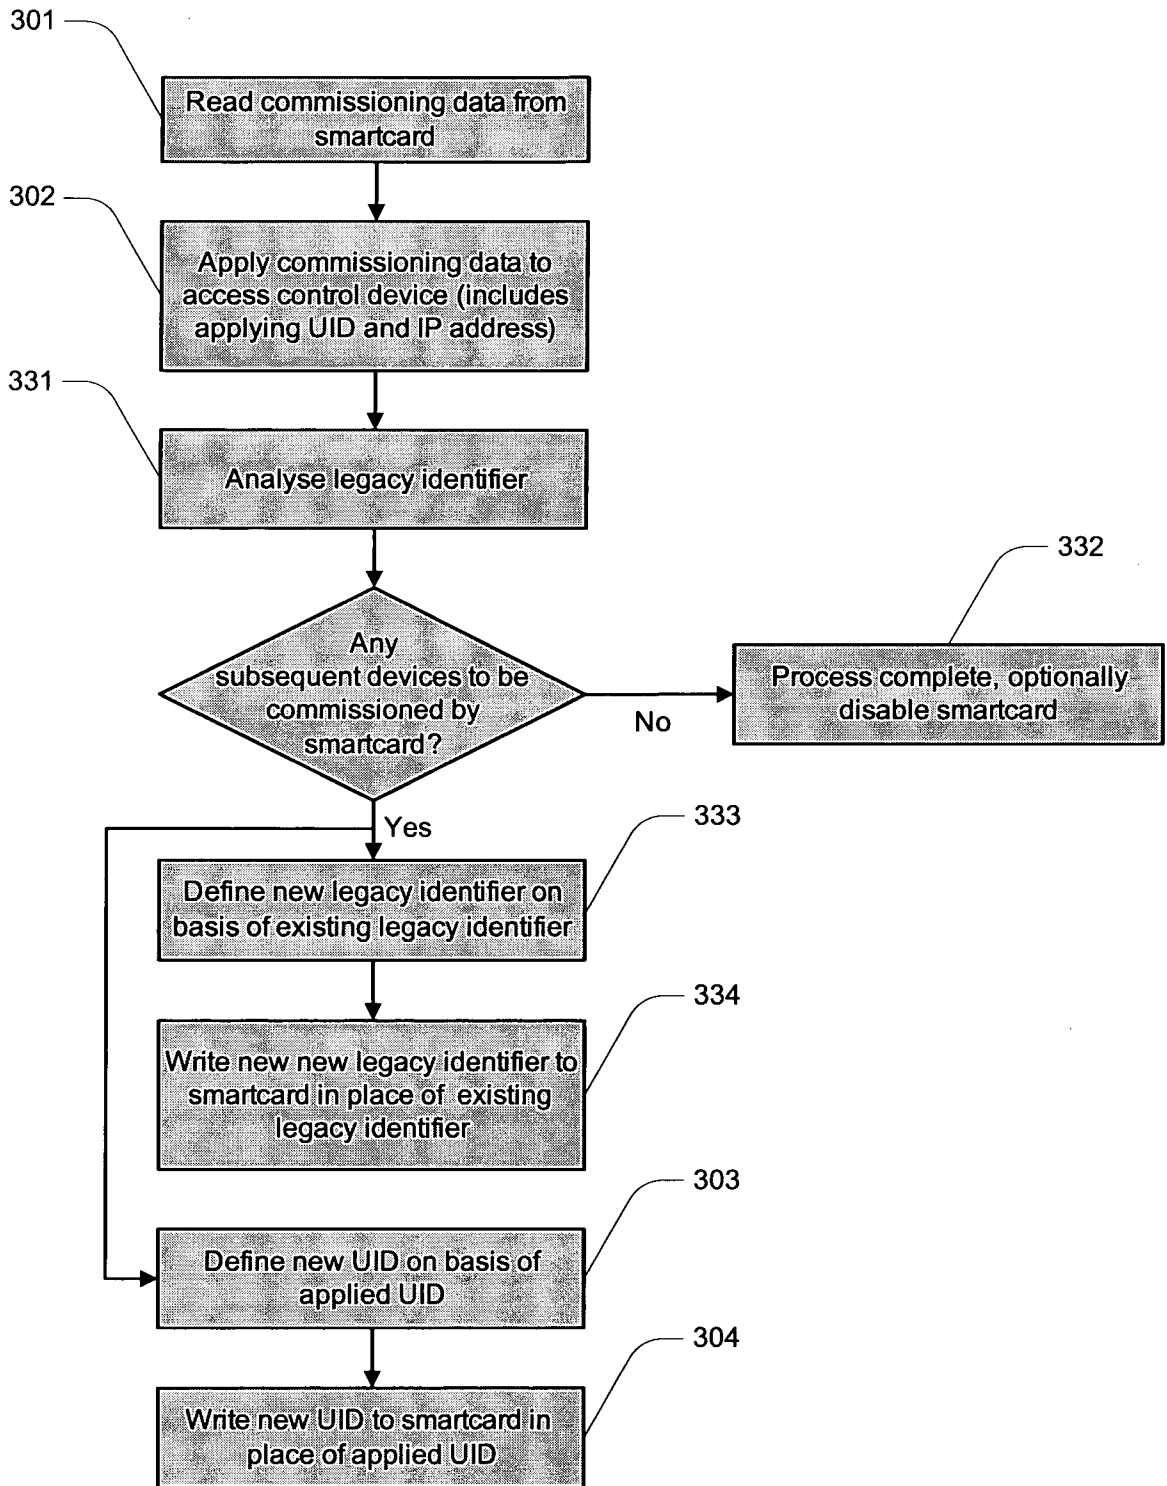 301
Read commissioning data from
smartcard
302
Apply commissioning data to
access control device (includes
applying UID and IP address)
331
Analyse legacy identifier
332
Any
subsequent devices to be
commissioned by
smartcard?
No
Process complete, optionally
disable smartcard
Yes
333
Define new legacy identifier on
basis of existing legacy identifier
334
Write new new legacy identifier to
smartcard in place of existing
legacy identifier
303
Define new UID on basis of
applied UID
304
Write new UID to smartcard in
place of applied UID